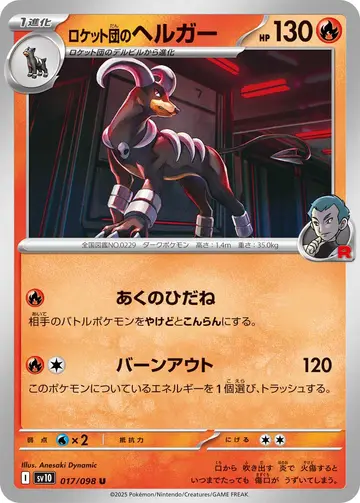 1進化
ロケット団のヘルガー
だん
HP 130
ロケット団のデルビルから進化
全国図鑑NO.0229 ダークポケモン 高さ：1.4m 重さ：35.0kg
R
あくのひだね
相手のバトルポケモンをやけどとこんらんにする。
バーンアウト 120
このポケモンについているエネルギーを1個選び、トラッシュする。
弱点 ×2 抵抗力 にげる
Illus. Anesaki Dynamic
I sv10 017/098 U
口から 吹き出す 炎で 火傷すると
いつまでも 傷口が うずいてしまう。
©2025 Pokémon/Nintendo/Creatures/GAME FREAK